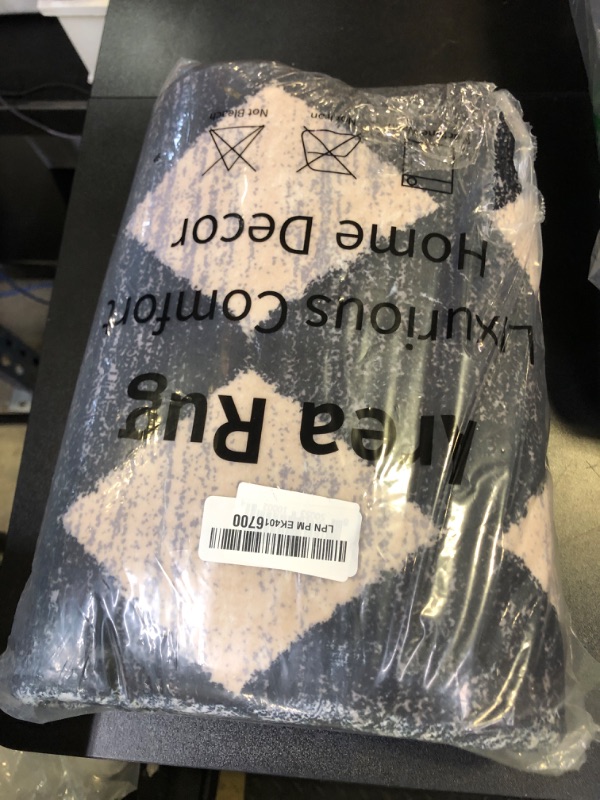 Area Rug
Luxurious Comfort
Home Decor
Not Bleach
LPN PM EK4016700